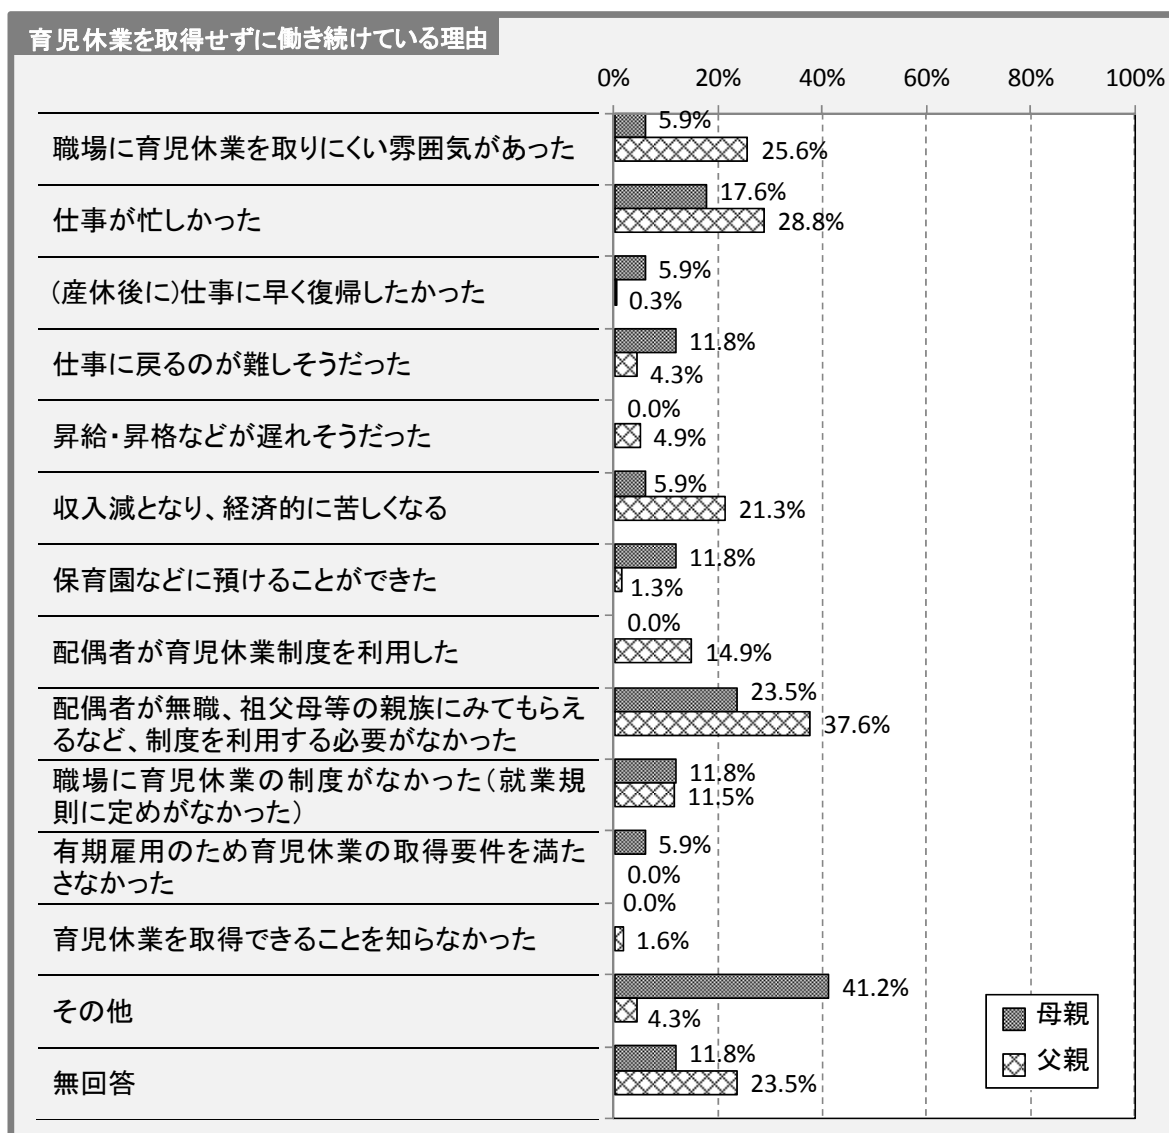 育児休業を取得せずに働き続けている理由
0% 20% 40% 60% 80% 100%
職場に育児休業を取りにくい雰囲気があった
5.9%
25.6%
仕事が忙しかった
17.6%
28.8%
(産休後に)仕事に早く復帰したかった
5.9%
0.3%
仕事に戻るのが難しそうだった
11.8%
4.3%
昇給・昇格などが遅れそうだった
0.0%
4.9%
収入減となり、経済的に苦しくなる
5.9%
21.3%
保育園などに預けることができた
11.8%
1.3%
配偶者が育児休業制度を利用した
0.0%
14.9%
配偶者が無職、祖父母等の親族にみてもらえ
るなど、制度を利用する必要がなかった
23.5%
37.6%
職場に育児休業の制度がなかった(就業規
則に定めがなかった)
11.8%
11.5%
有期雇用のため育児休業の取得要件を満た
さなかった
5.9%
0.0%
育児休業を取得できることを知らなかった
0.0%
1.6%
その他
41.2%
4.3%
無回答
11.8%
23.5%
母親
父親